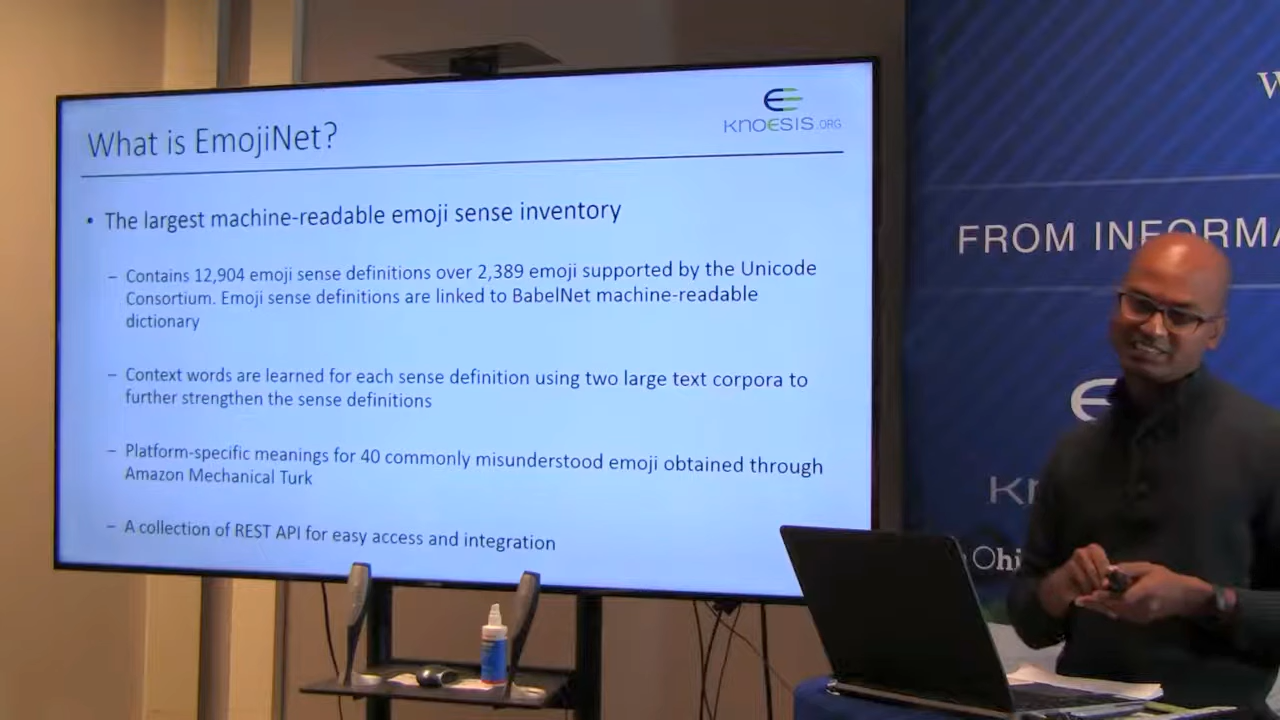 What is EmojiNet?
KNOESIS.ORG
• The largest machine-readable emoji sense inventory
– Contains 12,904 emoji sense definitions over 2,389 emoji supported by the Unicode
Consortium. Emoji sense definitions are linked to BabelNet machine-readable
dictionary
– Context words are learned for each sense definition using two large text corpora to
further strengthen the sense definitions
– Platform-specific meanings for 40 commonly misunderstood emoji obtained through
Amazon Mechanical Turk
– A collection of REST API for easy access and integration
W
FROM INFORMA
Kn
Ohi